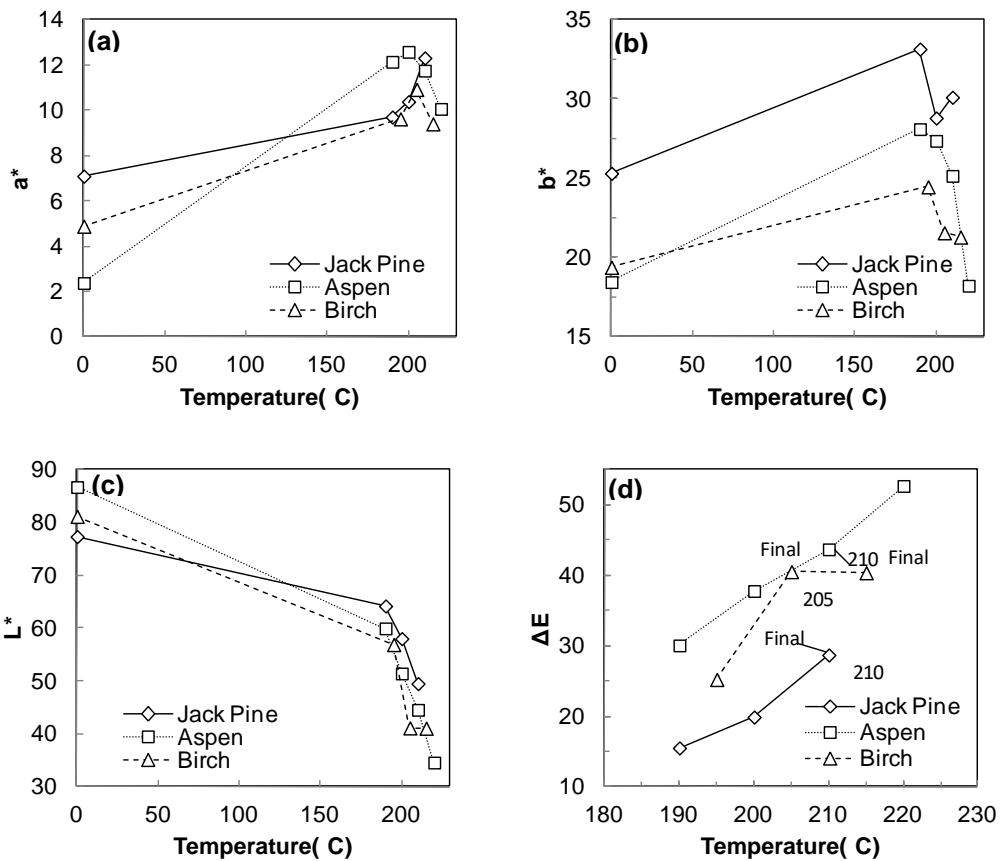 (a)
14
12
10
8
6
4
2
0
a*
0 50 100 150 200
Temperature( C)
Jack Pine
Aspen
Birch
(b)
35
30
25
20
15
b*
0 50 100 150 200
Temperature( C)
Jack Pine
Aspen
Birch
(c)
90
80
70
60
50
40
30
L*
0 50 100 150 200
Temperature( C)
Jack Pine
Aspen
Birch
(d)
50
40
30
20
10
ΔE
Final
210 Final
205
Final
210
180 190 200 210 220 230
Temperature( C)
Jack Pine
Aspen
Birch